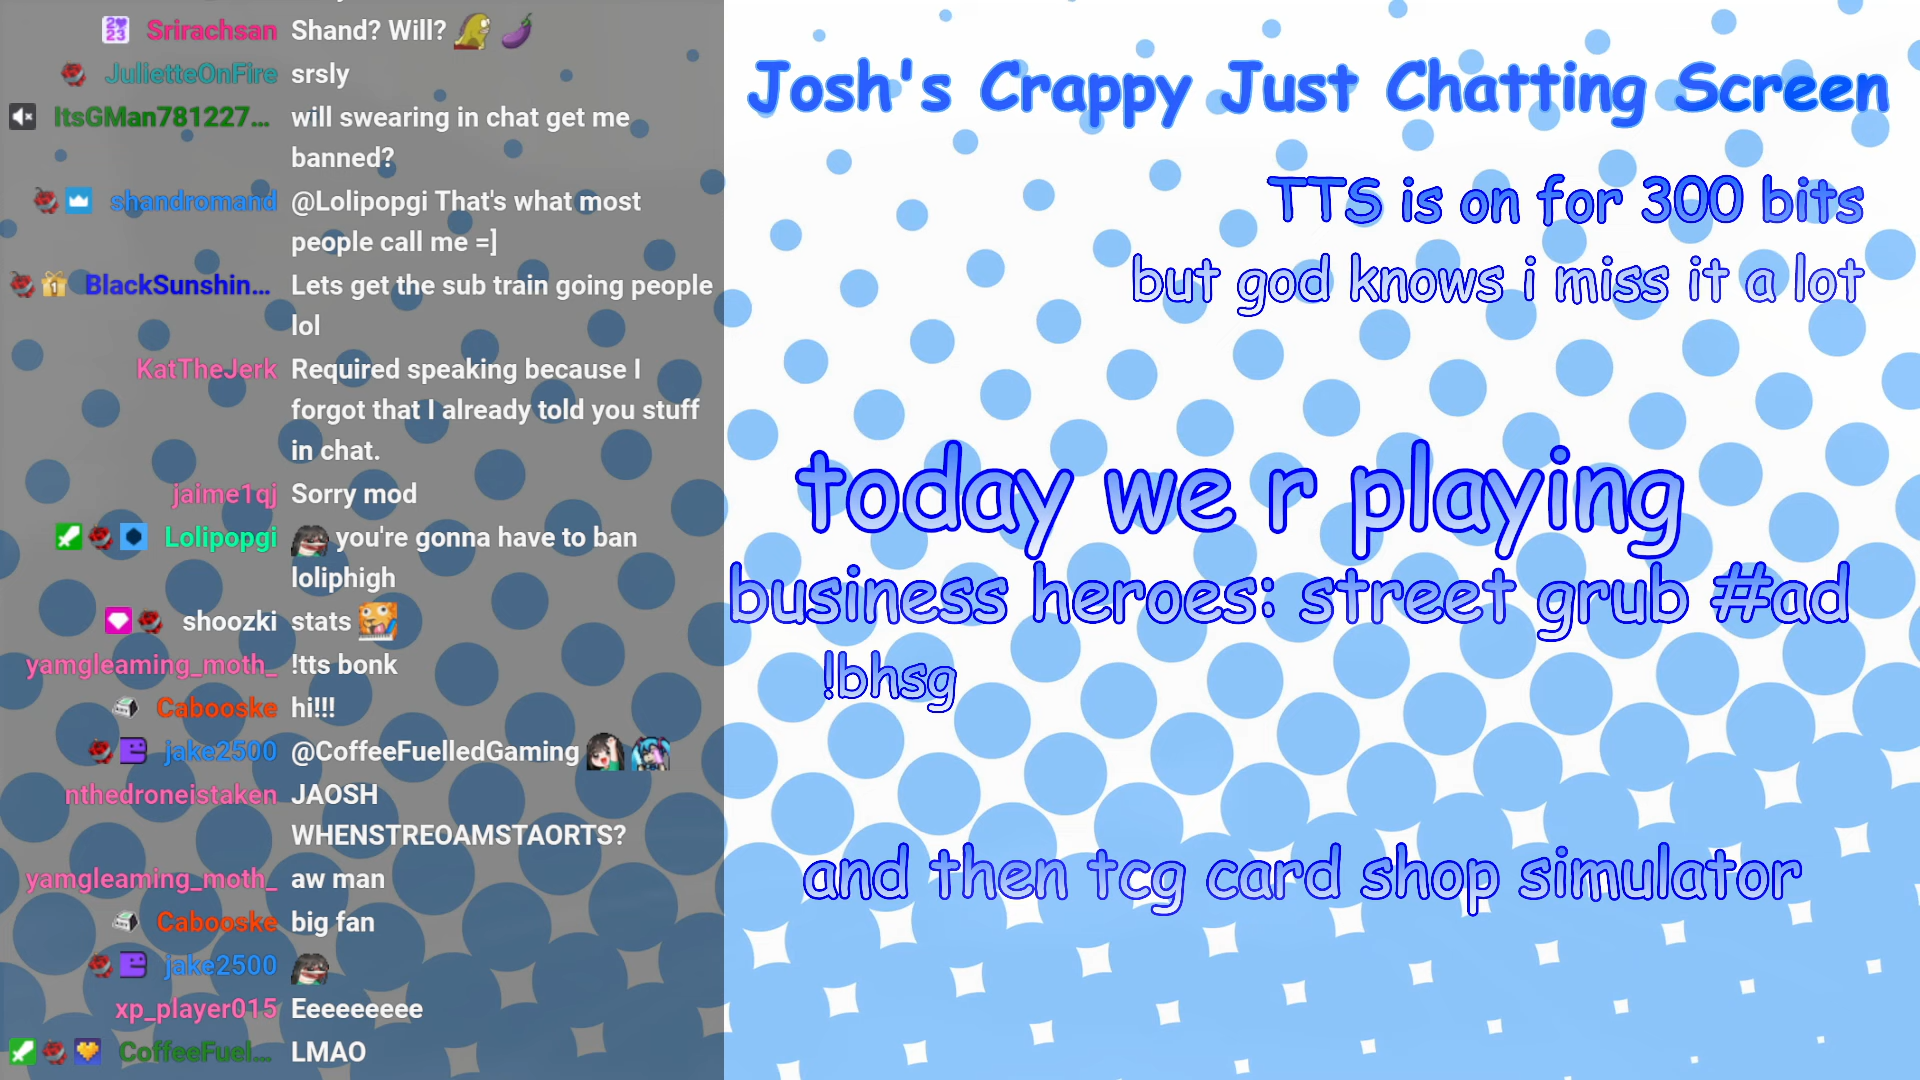 Srirachsan Shand? Will?
JulietteOnFire srsly
ItsGMan781227... will swearing in chat get me
banned?
shandromand @Lolipopgi That's what most
people call me =]
BlackSunshin... Lets get the sub train going people
lol
KatTheJerk Required speaking because I
forgot that I already told you stuff
in chat.
jaime1qj Sorry mod
Lolipopgi you're gonna have to ban
loliphigh
shoozki stats
yamgleaming_moth_ !tts bonk
Cabooske hi!!!
jake2500 @CoffeeFuelledGaming
nthedroneistaken JAOSH
WHENSTREOAMSTAORTS?
yamgleaming_moth_ aw man
Cabooske big fan
jake2500
xp_player015 Eeeeeeeee
CoffeeFuel... LMAO
Josh's Crappy Just Chatting Screen
TTS is on for 300 bits
but god knows i miss it a lot
today we r playing
business heroes: street grub #ad
!bhsg
and then tcg card shop simulator